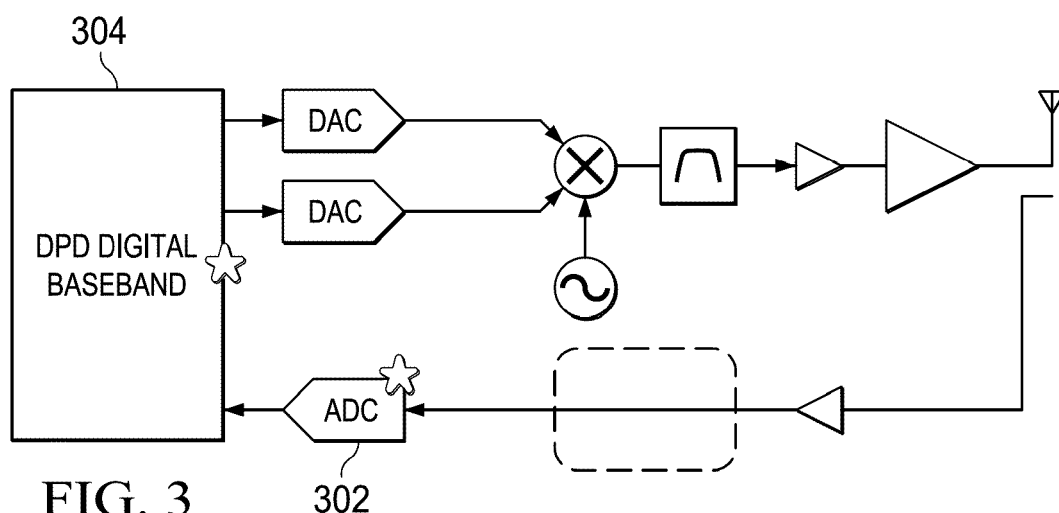 304
DAC
DAC
DPD DIGITAL
BASEBAND
ADC
302
FIG. 3